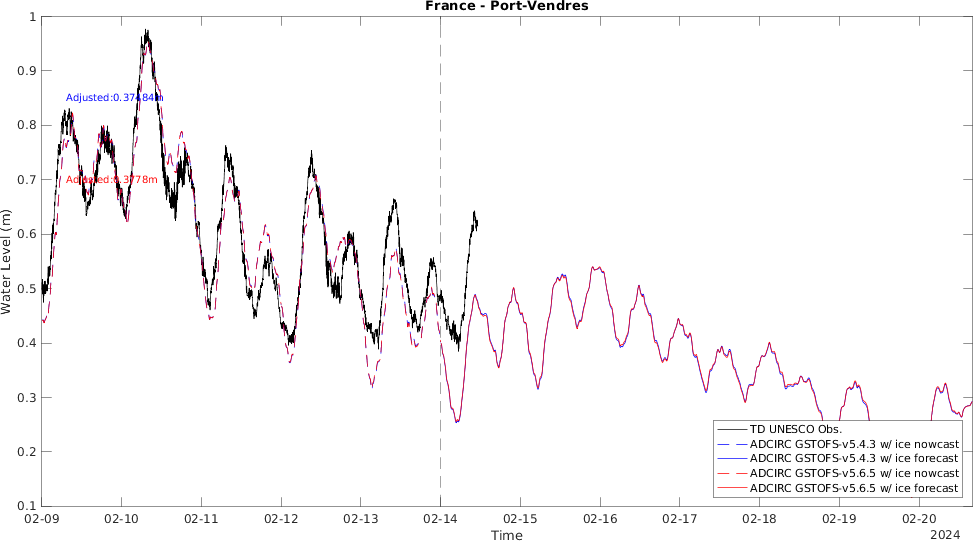 France - Port-Vendres
1
0.9
0.8
0.7
0.6
0.5
0.4
0.3
0.2
0.1
Water Level (m)
Adjusted:0.37484m
Adjusted:0.3778m
TD UNESCO Obs.
ADCIRC GSTOFS-v5.4.3 w/ ice nowcast
ADCIRC GSTOFS-v5.4.3 w/ ice forecast
ADCIRC GSTOFS-v5.6.5 w/ ice nowcast
ADCIRC GSTOFS-v5.6.5 w/ ice forecast
02-09 02-10 02-11 02-12 02-13 02-14 02-15 02-16 02-17 02-18 02-19 02-20
Time
2024